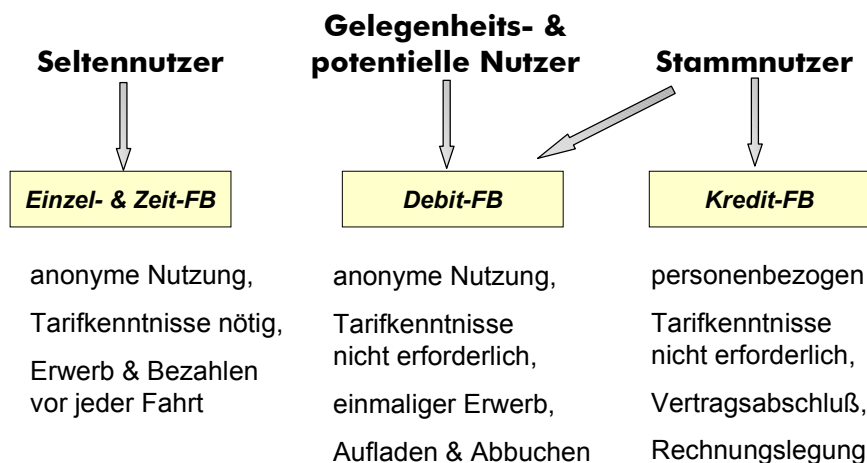 Seltennutzer
Gelegenheits- &
potentielle Nutzer
Stammnutzer
Einzel- & Zeit-FB
Debit-FB
Kredit-FB
anonyme Nutzung,
Tarifkenntnisse nötig,
Erwerb & Bezahlen
vor jeder Fahrt
anonyme Nutzung,
Tarifkenntnisse
nicht erforderlich,
einmaliger Erwerb,
Aufladen & Abbuchen
personenbezogen
Tarifkenntnisse
nicht erforderlich,
Vertragsabschluß,
Rechnungslegung